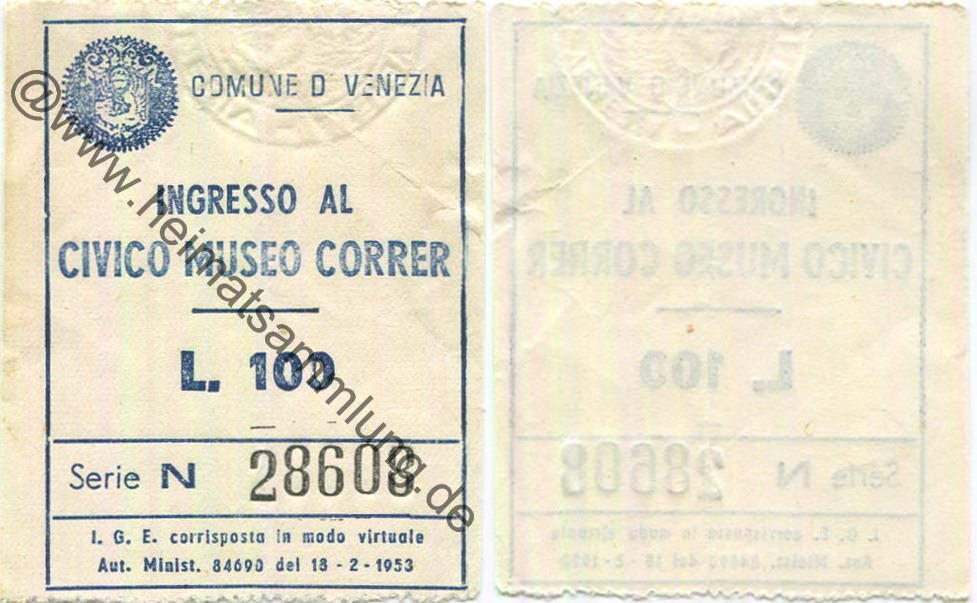 COMUNE D VENEZIA
INGRESSO AL
CIVICO MUSEO CORRER
L. 100
Serie N 28608
I. G. E. corrisposta in modo virtuale
Aut. Minist. 84690 del 18 - 2 - 1953
@www.heimatsammlung.de